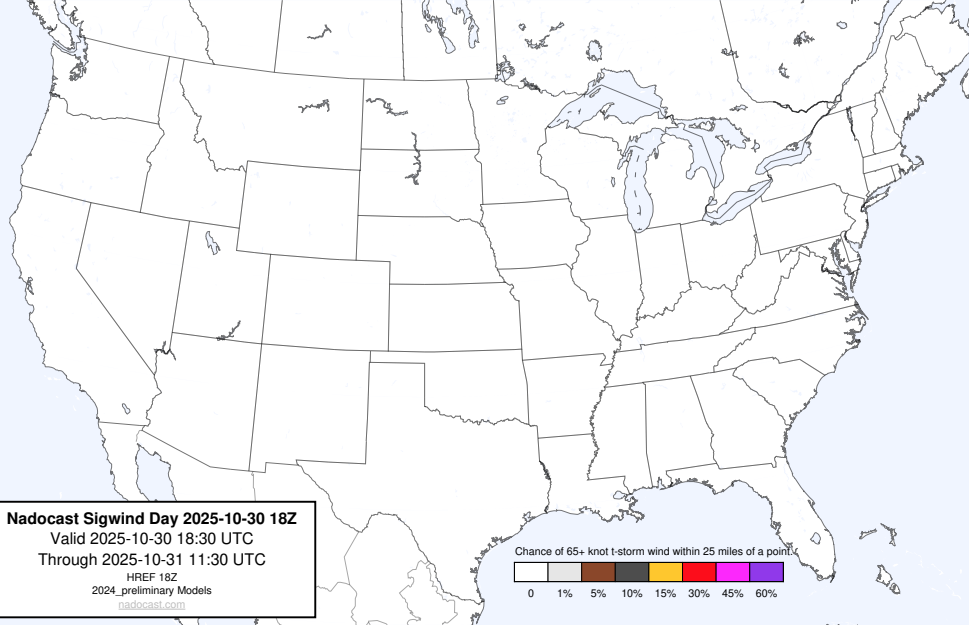 Nadocast Sigwind Day 2025-10-30 18Z
Valid 2025-10-30 18:30 UTC
Through 2025-10-31 11:30 UTC
HREF 18Z
2024_preliminary Models
nadocast.com
Chance of 65+ knot t-storm wind within 25 miles of a point.
0 1% 5% 10% 15% 30% 45% 60%